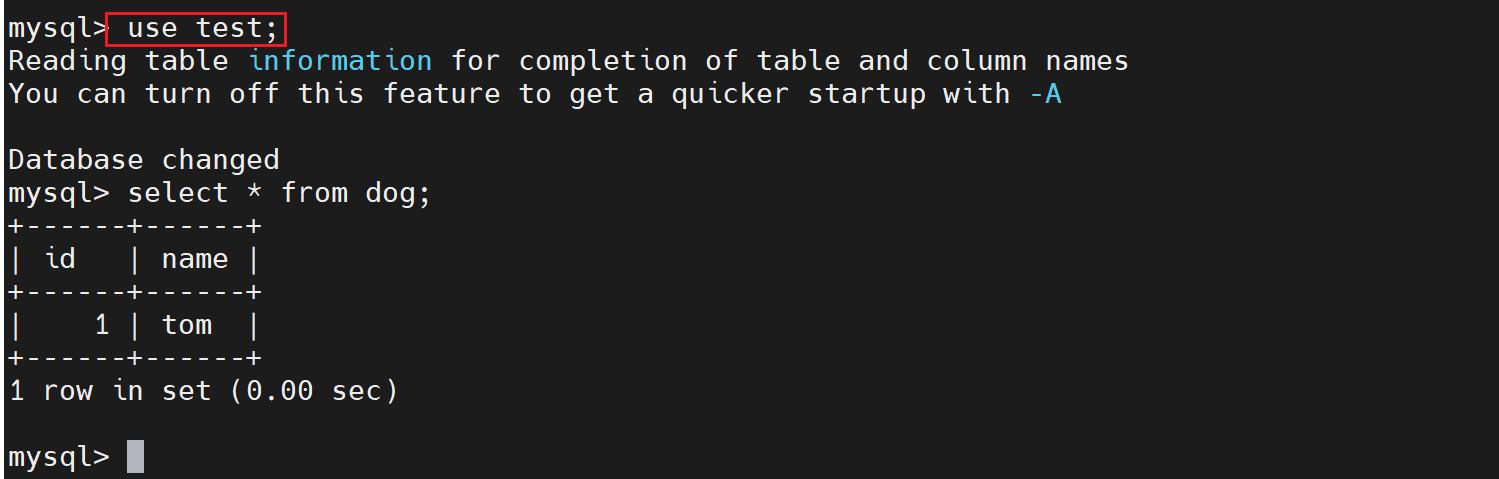 mysql> use test;
Reading table information for completion of table and column names
You can turn off this feature to get a quicker startup with -A
Database changed
mysql> select * from dog;
+------+------+
| id   | name |
+------+------+
|    1 | tom  |
+------+------+
1 row in set (0.00 sec)
mysql>